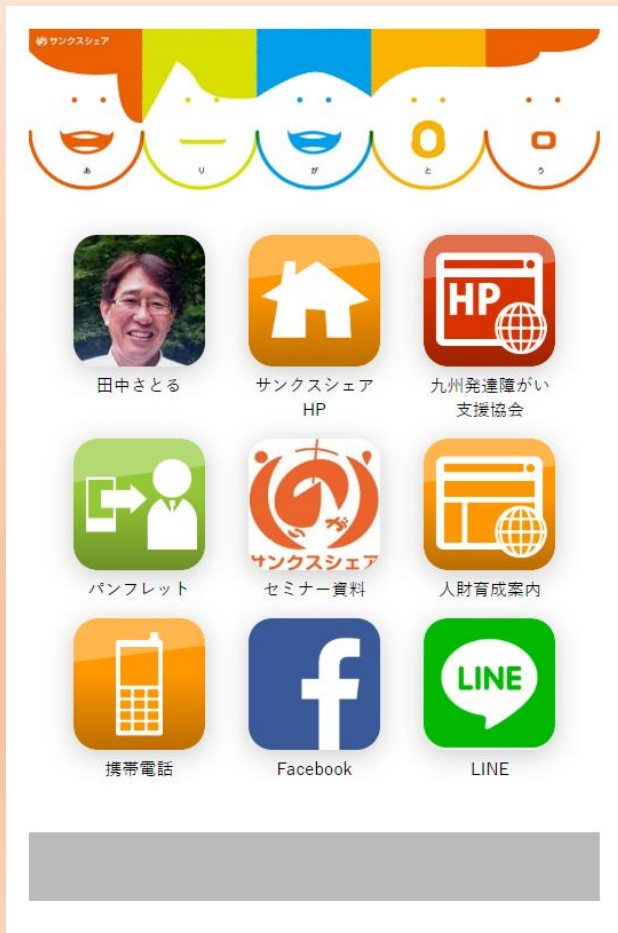 サンクスシェア
あ
り
が
と
う
田中さとる
サンクスシェア
HP
HP
九州発達障がい
支援協会
パンフレット
いのが
サンクスシェア
セミナー資料
人財育成案内
携帯電話
f
Facebook
LINE
LINE